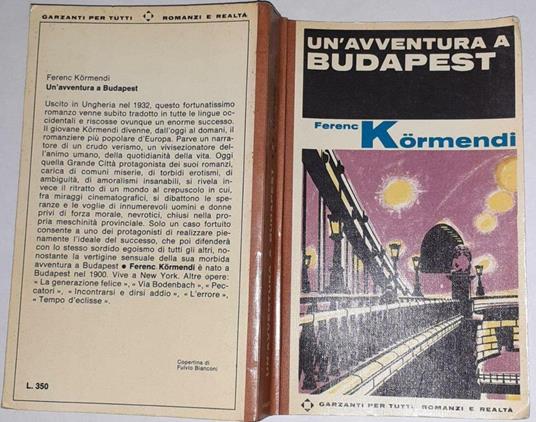 GARZANTI PER TUTTI ROMANZI E REALTÀ
Ferenc Körmendi
Un'avventura a Budapest
Uscito in Ungheria nel 1932, questo fortunatissimo
romanzo venne subito tradotto in tutte le lingue oc-
cidentali e riscosse ovunque un enorme successo.
Il giovane Körmendi divenne, dall'oggi al domani, il
romanziere più popolare d'Europa. Parve un narra-
tore di un crudo verismo, un vivisezionatore del-
l'animo umano, della quotidianità della vita. Oggi
quella Grande Città protagonista dei suoi romanzi,
carica di comuni miserie, di torbidi erotismi, di
ambiguità, di amoralismi insanabili, si rivela in-
vece il ritratto di un mondo al crepuscolo in cui,
fra miraggi cinematografici, si dibattono le spe-
ranze e le voglie di innumerevoli uomini e donne
privi di forza morale, nevrotici, chiusi nella pro-
pria meschinità provinciale. Solo un caso fortuito
consente a uno dei protagonisti di realizzare pie-
namente l'ideale del successo, che poi difenderà
con lo stesso sordido egoismo di tutti gli altri, no-
nostante la vertigine sensuale della sua morbida
avventura a Budapest ● Ferenc Körmendi è nato a
Budapest nel 1900. Vive a New York. Altre opere:
« La generazione felice », « Via Bodenbach », « Pec-
catori », « Incontrarsi e dirsi addio », « L'errore »,
« Tempo d'eclisse ».
Copertina di
Fulvio Bianconi
L. 350
UN'AVVENTURA A BUDAPEST
UN'AVVENTURA A
BUDAPEST
Ferenc
Körmendi
GARZANTI PER TUTTI ROMANZI E REALTÀ